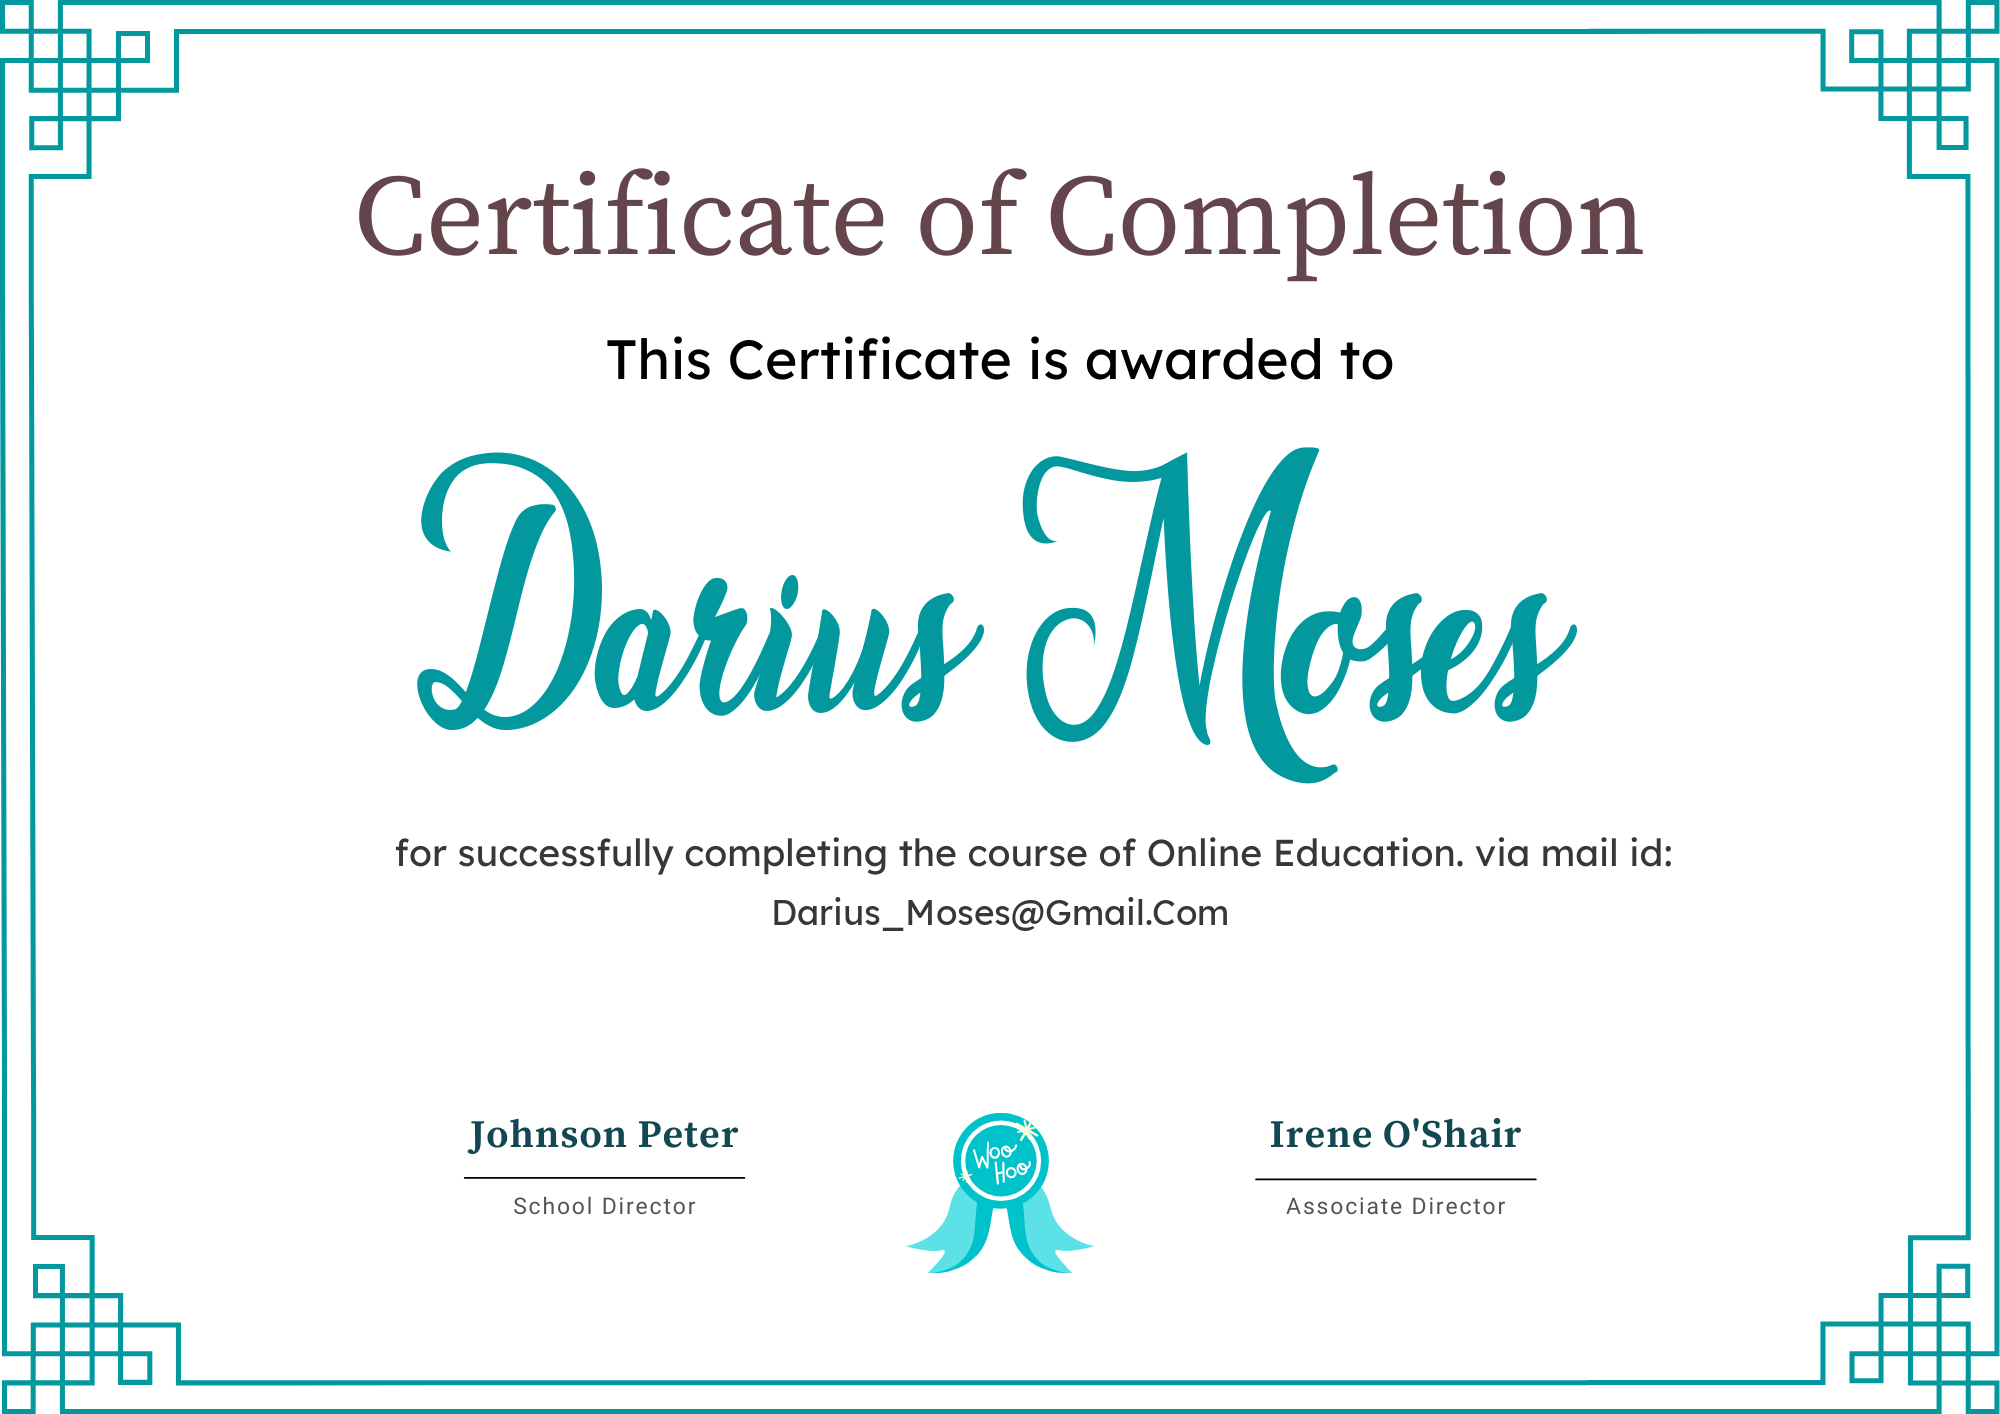 Certificate of Completion
This Certificate is awarded to
Darius Moses
for successfully completing the course of Online Education. via mail id:
Darius_Moses@Gmail.Com
Johnson Peter
School Director
Woo
Hoo
Irene O'Shair
Associate Director